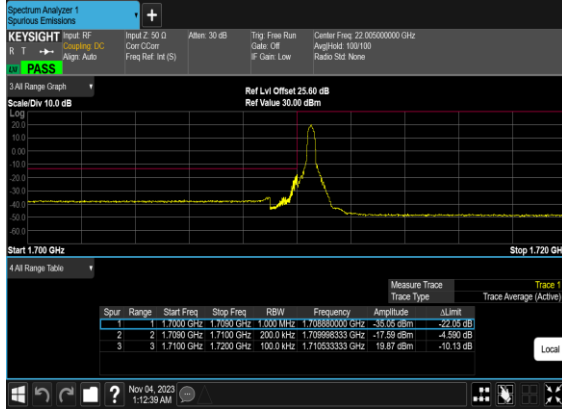 Spectrum Analyzer 1
Spurious Emissions
KEYSIGHT
R T
Input: RF
Coupling: DC
Align: Auto
Input Z: 50 Ω
Corr CCorr
Freq Ref: Int (S)
Atten: 30 dB
Trig: Free Run
Gate: Off
IF Gain: Low
Center Freq: 22.005000000 GHz
Avg|Hold: 100/100
Radio Std: None
PASS
3 All Range Graph
Scale/Div 10.0 dB
Ref Lvl Offset 25.60 dB
Ref Value 30.00 dBm
Log
20.0
10.0
0.00
-10.0
-20.0
-30.0
-40.0
-50.0
-60.0
Start 1.700 GHz
Stop 1.720 GHz
4 All Range Table
Measure Trace Trace 1
Trace Type Trace Average (Active)
Spur Range Start Freq Stop Freq RBW Frequency Amplitude ΔLimit
1 1 1.7000 GHz 1.7090 GHz 1.000 MHz 1.708880000 GHz -35.05 dBm -22.05 dB
2 2 1.7090 GHz 1.7100 GHz 200.0 kHz 1.709998333 GHz -17.59 dBm -4.590 dB
3 3 1.7100 GHz 1.7200 GHz 100.0 kHz 1.710533333 GHz 19.87 dBm -10.13 dB
Local
Nov 04, 2023
1:12:39 AM